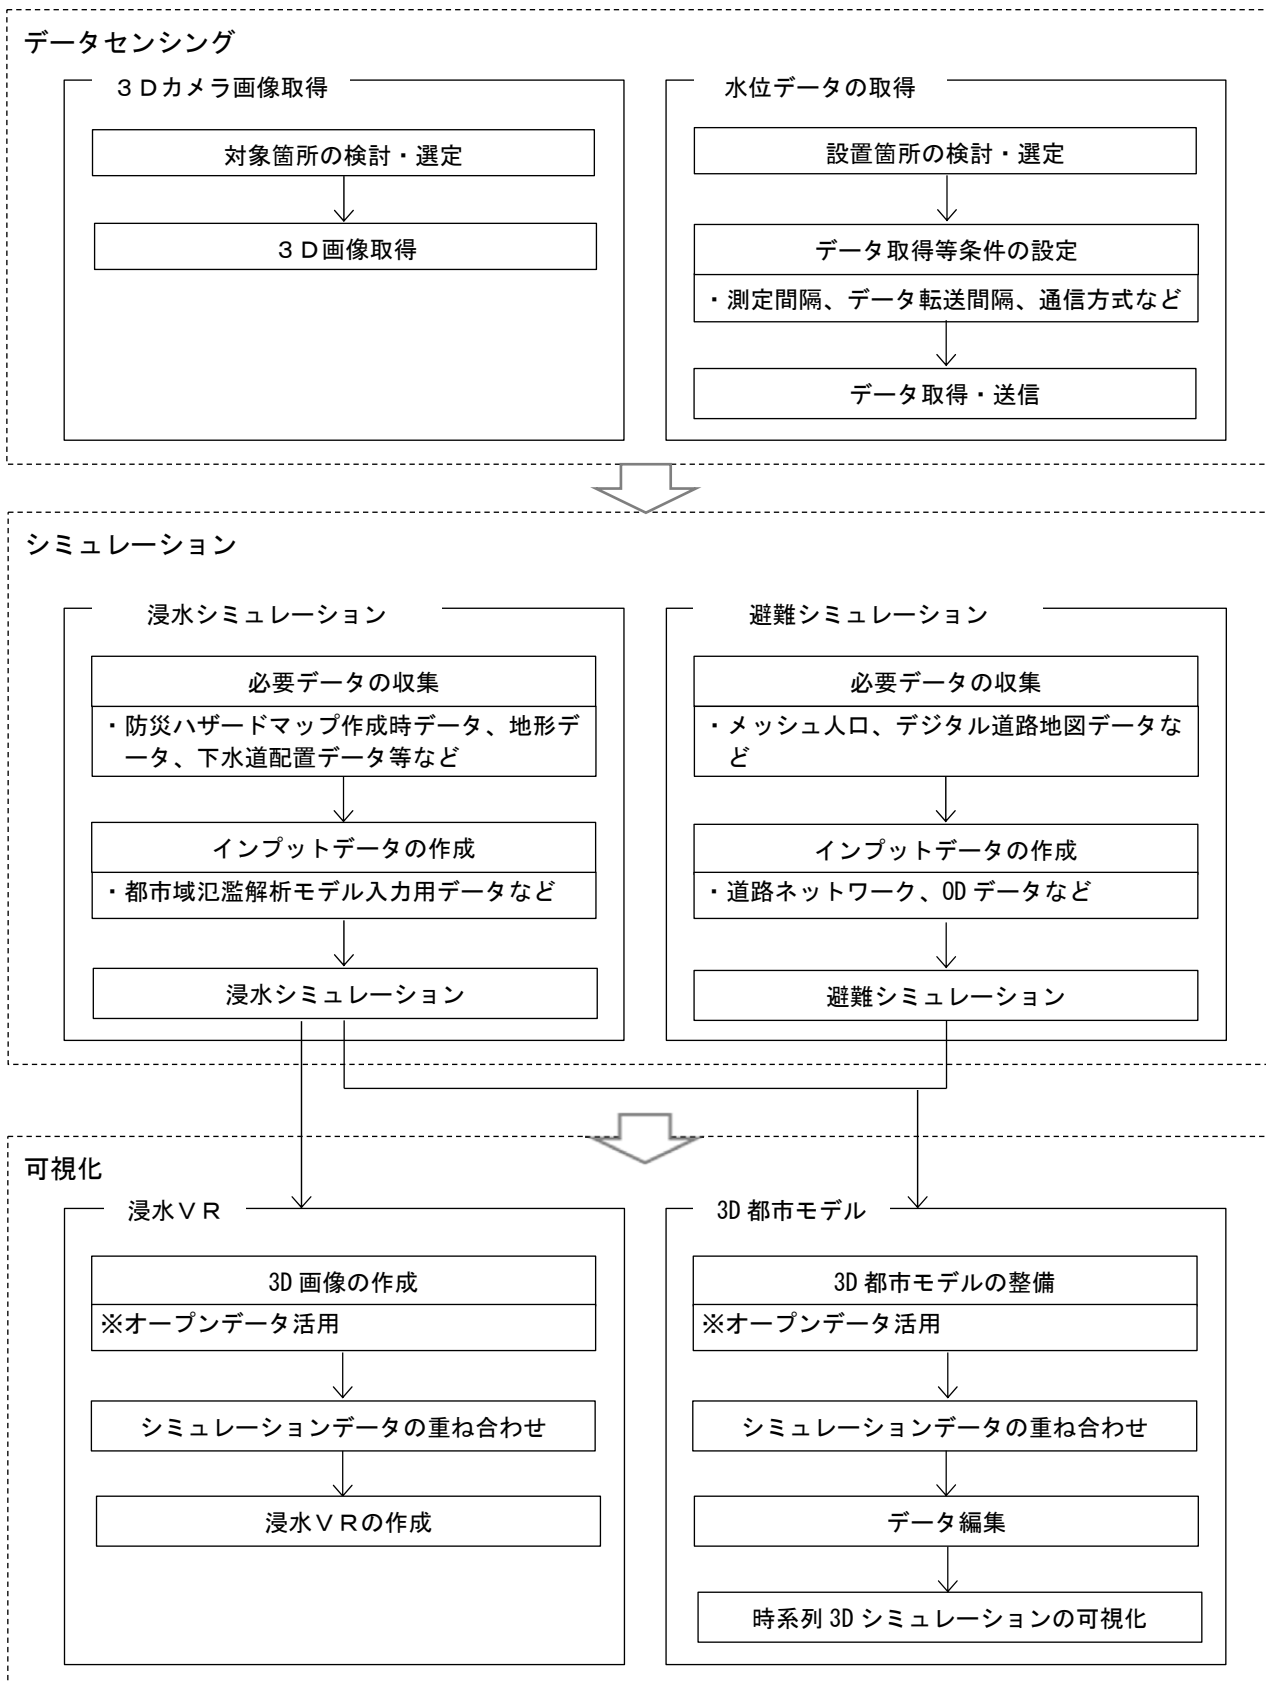 データセンシング
３Ｄカメラ画像取得
対象箇所の検討・選定
３Ｄ画像取得
水位データの取得
設置箇所の検討・選定
データ取得等条件の設定
・測定間隔、データ転送間隔、通信方式など
データ取得・送信
シミュレーション
浸水シミュレーション
必要データの収集
・防災ハザードマップ作成時データ、地形デ
ータ、下水道配置データ等など
インプットデータの作成
・都市域氾濫解析モデル入力用データなど
浸水シミュレーション
避難シミュレーション
必要データの収集
・メッシュ人口、デジタル道路地図データな
ど
インプットデータの作成
・道路ネットワーク、OD データなど
避難シミュレーション
可視化
浸水ＶＲ
3D 画像の作成
※オープンデータ活用
シミュレーションデータの重ね合わせ
浸水ＶＲの作成
3D 都市モデル
3D 都市モデルの整備
※オープンデータ活用
シミュレーションデータの重ね合わせ
データ編集
時系列 3D シミュレーションの可視化